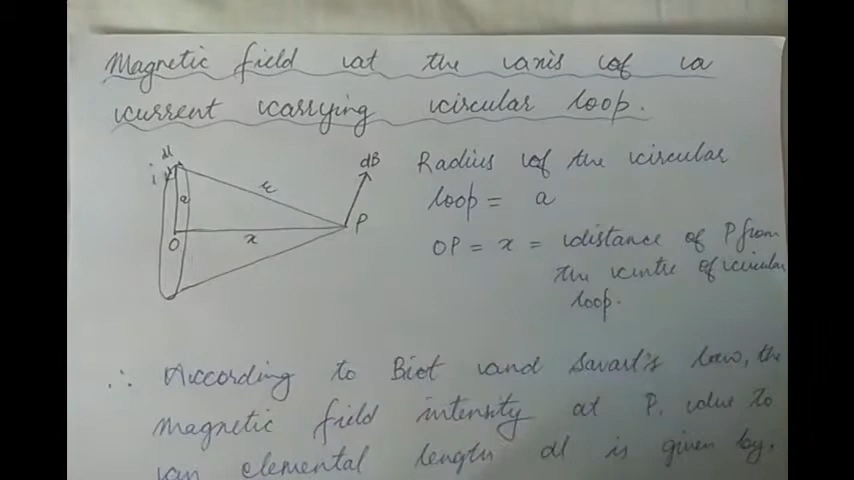 Magnetic field at the axis of a
current carrying circular loop.
dl
i
a
r
dB
P
O
x
Radius of the circular
loop = a
OP = x = distance of P from
the centre of circular
loop.
∴ According to Biot and Savart's law, the
magnetic field intensity at P. due to
an elemental length dl is given by,